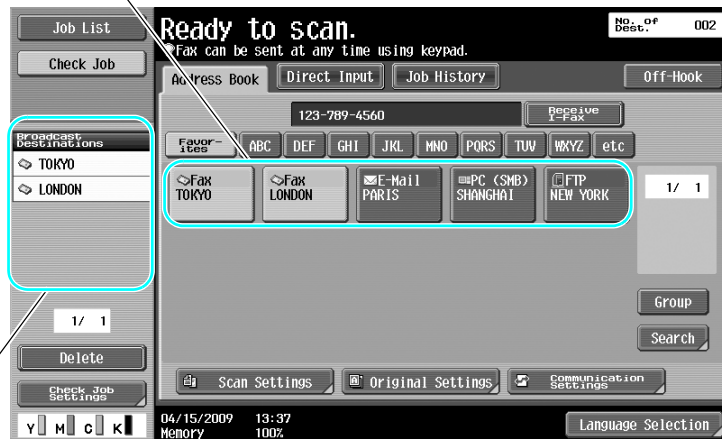 Job List
Check Job
Broadcast
Destinations
TOKYO
LONDON
1/ 1
Delete
Check Job
Settings
Y M C K
Ready to scan.
Fax can be sent at any time using keypad.
No. of
Dest.
002
Address Book
Direct Input
Job History
Off-Hook
123-789-4560
Receive
I-Fax
Favor-
ites
ABC
DEF
GHI
JKL
MNO
PQRS
TUV
WXYZ
etc
Fax
TOKYO
Fax
LONDON
E-Mail
PARIS
PC (SMB)
SHANGHAI
FTP
NEW YORK
1/ 1
Group
Search
Scan Settings
Original Settings
Communication
Settings
04/15/2009 13:37
Memory 100%
Language Selection